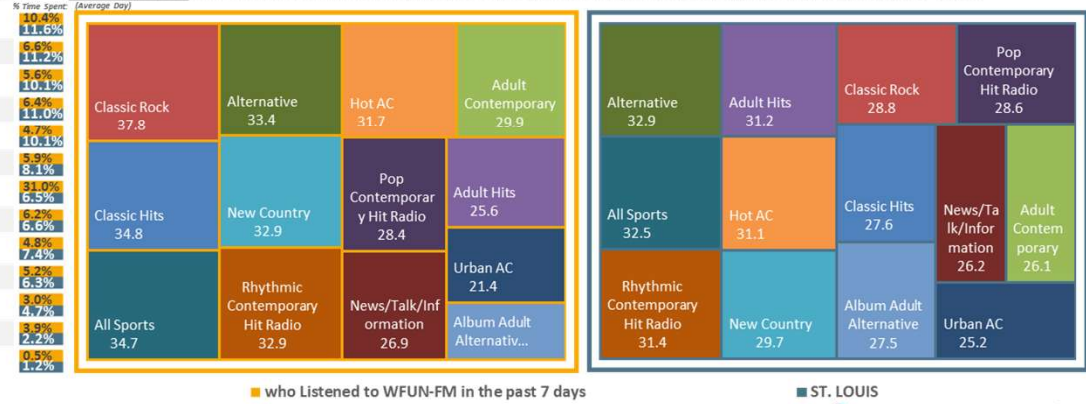 % Time Spent: (Average Day)
10.4%
11.6%
6.6%
11.2%
5.6%
10.1%
6.4%
11.0%
4.7%
10.1%
5.9%
8.1%
31.0%
6.5%
6.2%
6.6%
4.8%
7.4%
5.2%
6.3%
3.0%
4.7%
3.9%
2.2%
0.5%
1.2%
Classic Rock
37.8
Classic Hits
34.8
All Sports
34.7
Alternative
33.4
New Country
32.9
Rhythmic
Contemporary
Hit Radio
32.9
Hot AC
31.7
Adult
Contemporary
29.9
Pop
Contemporar
y Hit Radio
28.4
News/Talk/Inf
ormation
26.9
Adult Hits
25.6
Urban AC
21.4
Album Adult
Alternativ...
Alternative
32.9
All Sports
32.5
Rhythmic
Contemporary
Hit Radio
31.4
Adult Hits
31.2
Hot AC
31.1
New Country
29.7
Classic Rock
28.8
Pop
Contemporary
Hit Radio
28.6
Classic Hits
27.6
Album Adult
Alternative
27.5
News/Ta
lk/Infor
mation
26.2
Adult
Contem
porary
26.1
Urban AC
25.2
who Listened to WFUN-FM in the past 7 days
ST. LOUIS